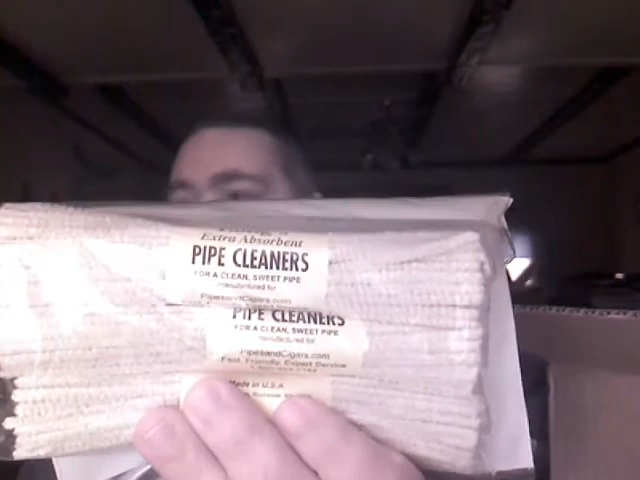 Extra Absorbent
PIPE CLEANERS
FOR A CLEAN, SWEET PIPE
manufactured for
PipesandCigars.com
PIPE CLEANERS
FOR A CLEAN, SWEET PIPE
manufactured for
PipesandCigars.com
Fast, Friendly, Expert Service
Made in U.S.A